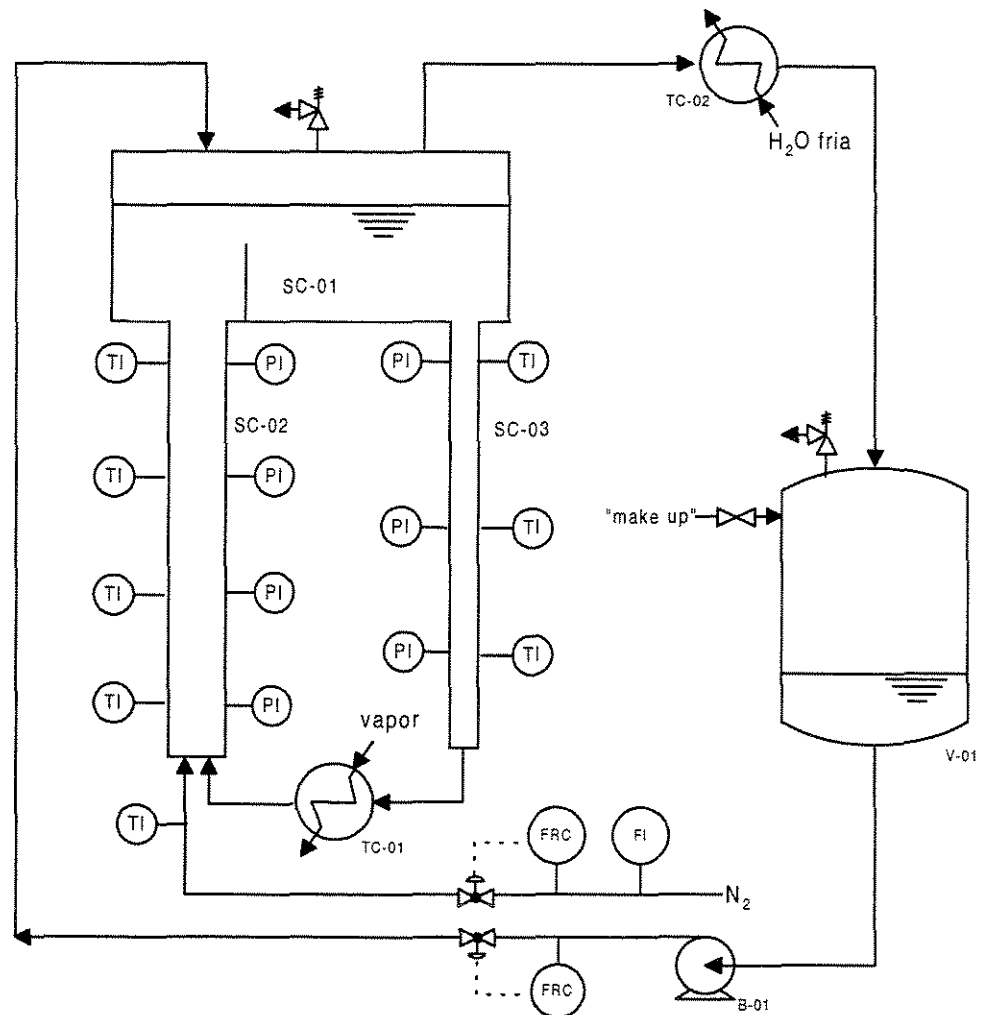 TC-02
H₂O fria
SC-01
TI
PI
PI
TI
SC-02
SC-03
TI
PI
"make up"
PI
TI
TI
PI
PI
TI
TI
PI
vapor
V-01
TI
TC-01
FRC
FI
N₂
FRC
B-01